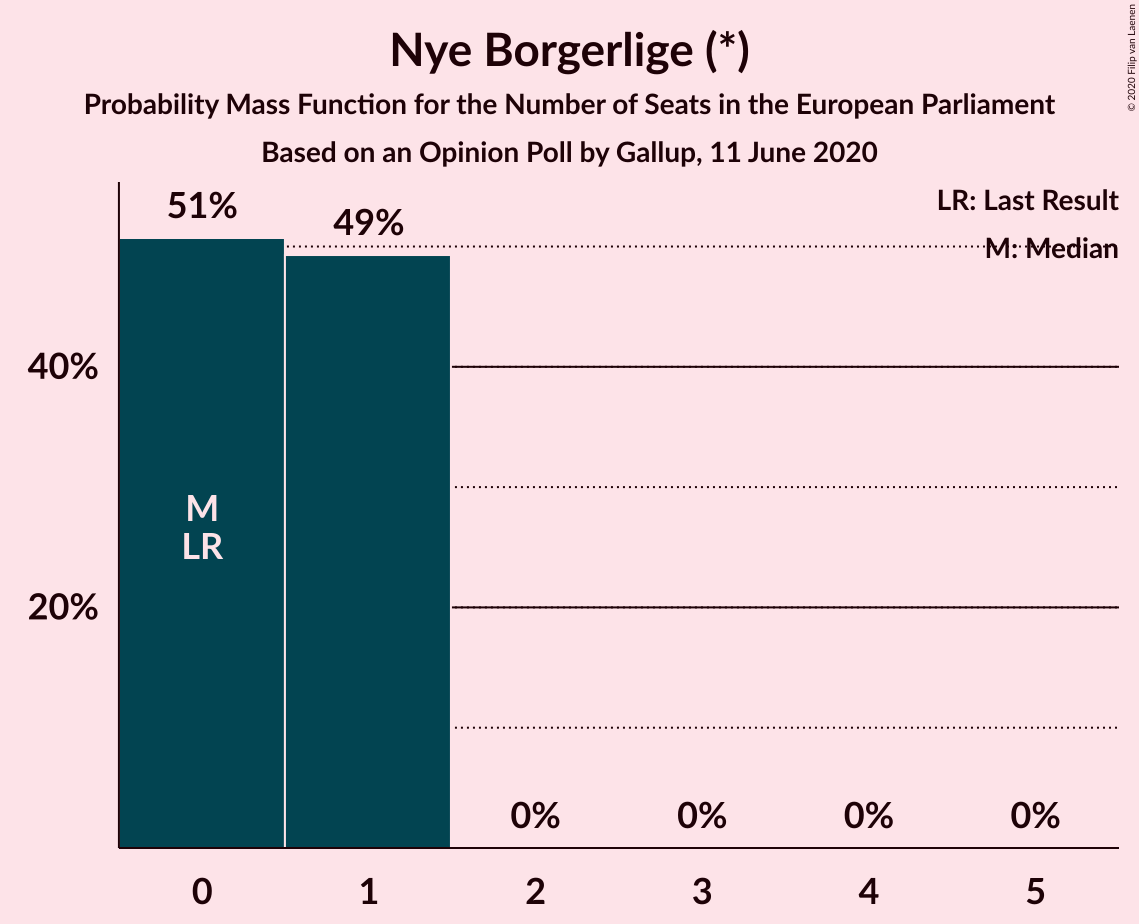 Nye Borgerlige (*)
Probability Mass Function for the Number of Seats in the European Parliament
Based on an Opinion Poll by Gallup, 11 June 2020
© 2020 Filip van Laenen
LR: Last Result
M: Median
51%
49%
40%
20%
M
LR
0%
0%
0%
0%
0
1
2
3
4
5